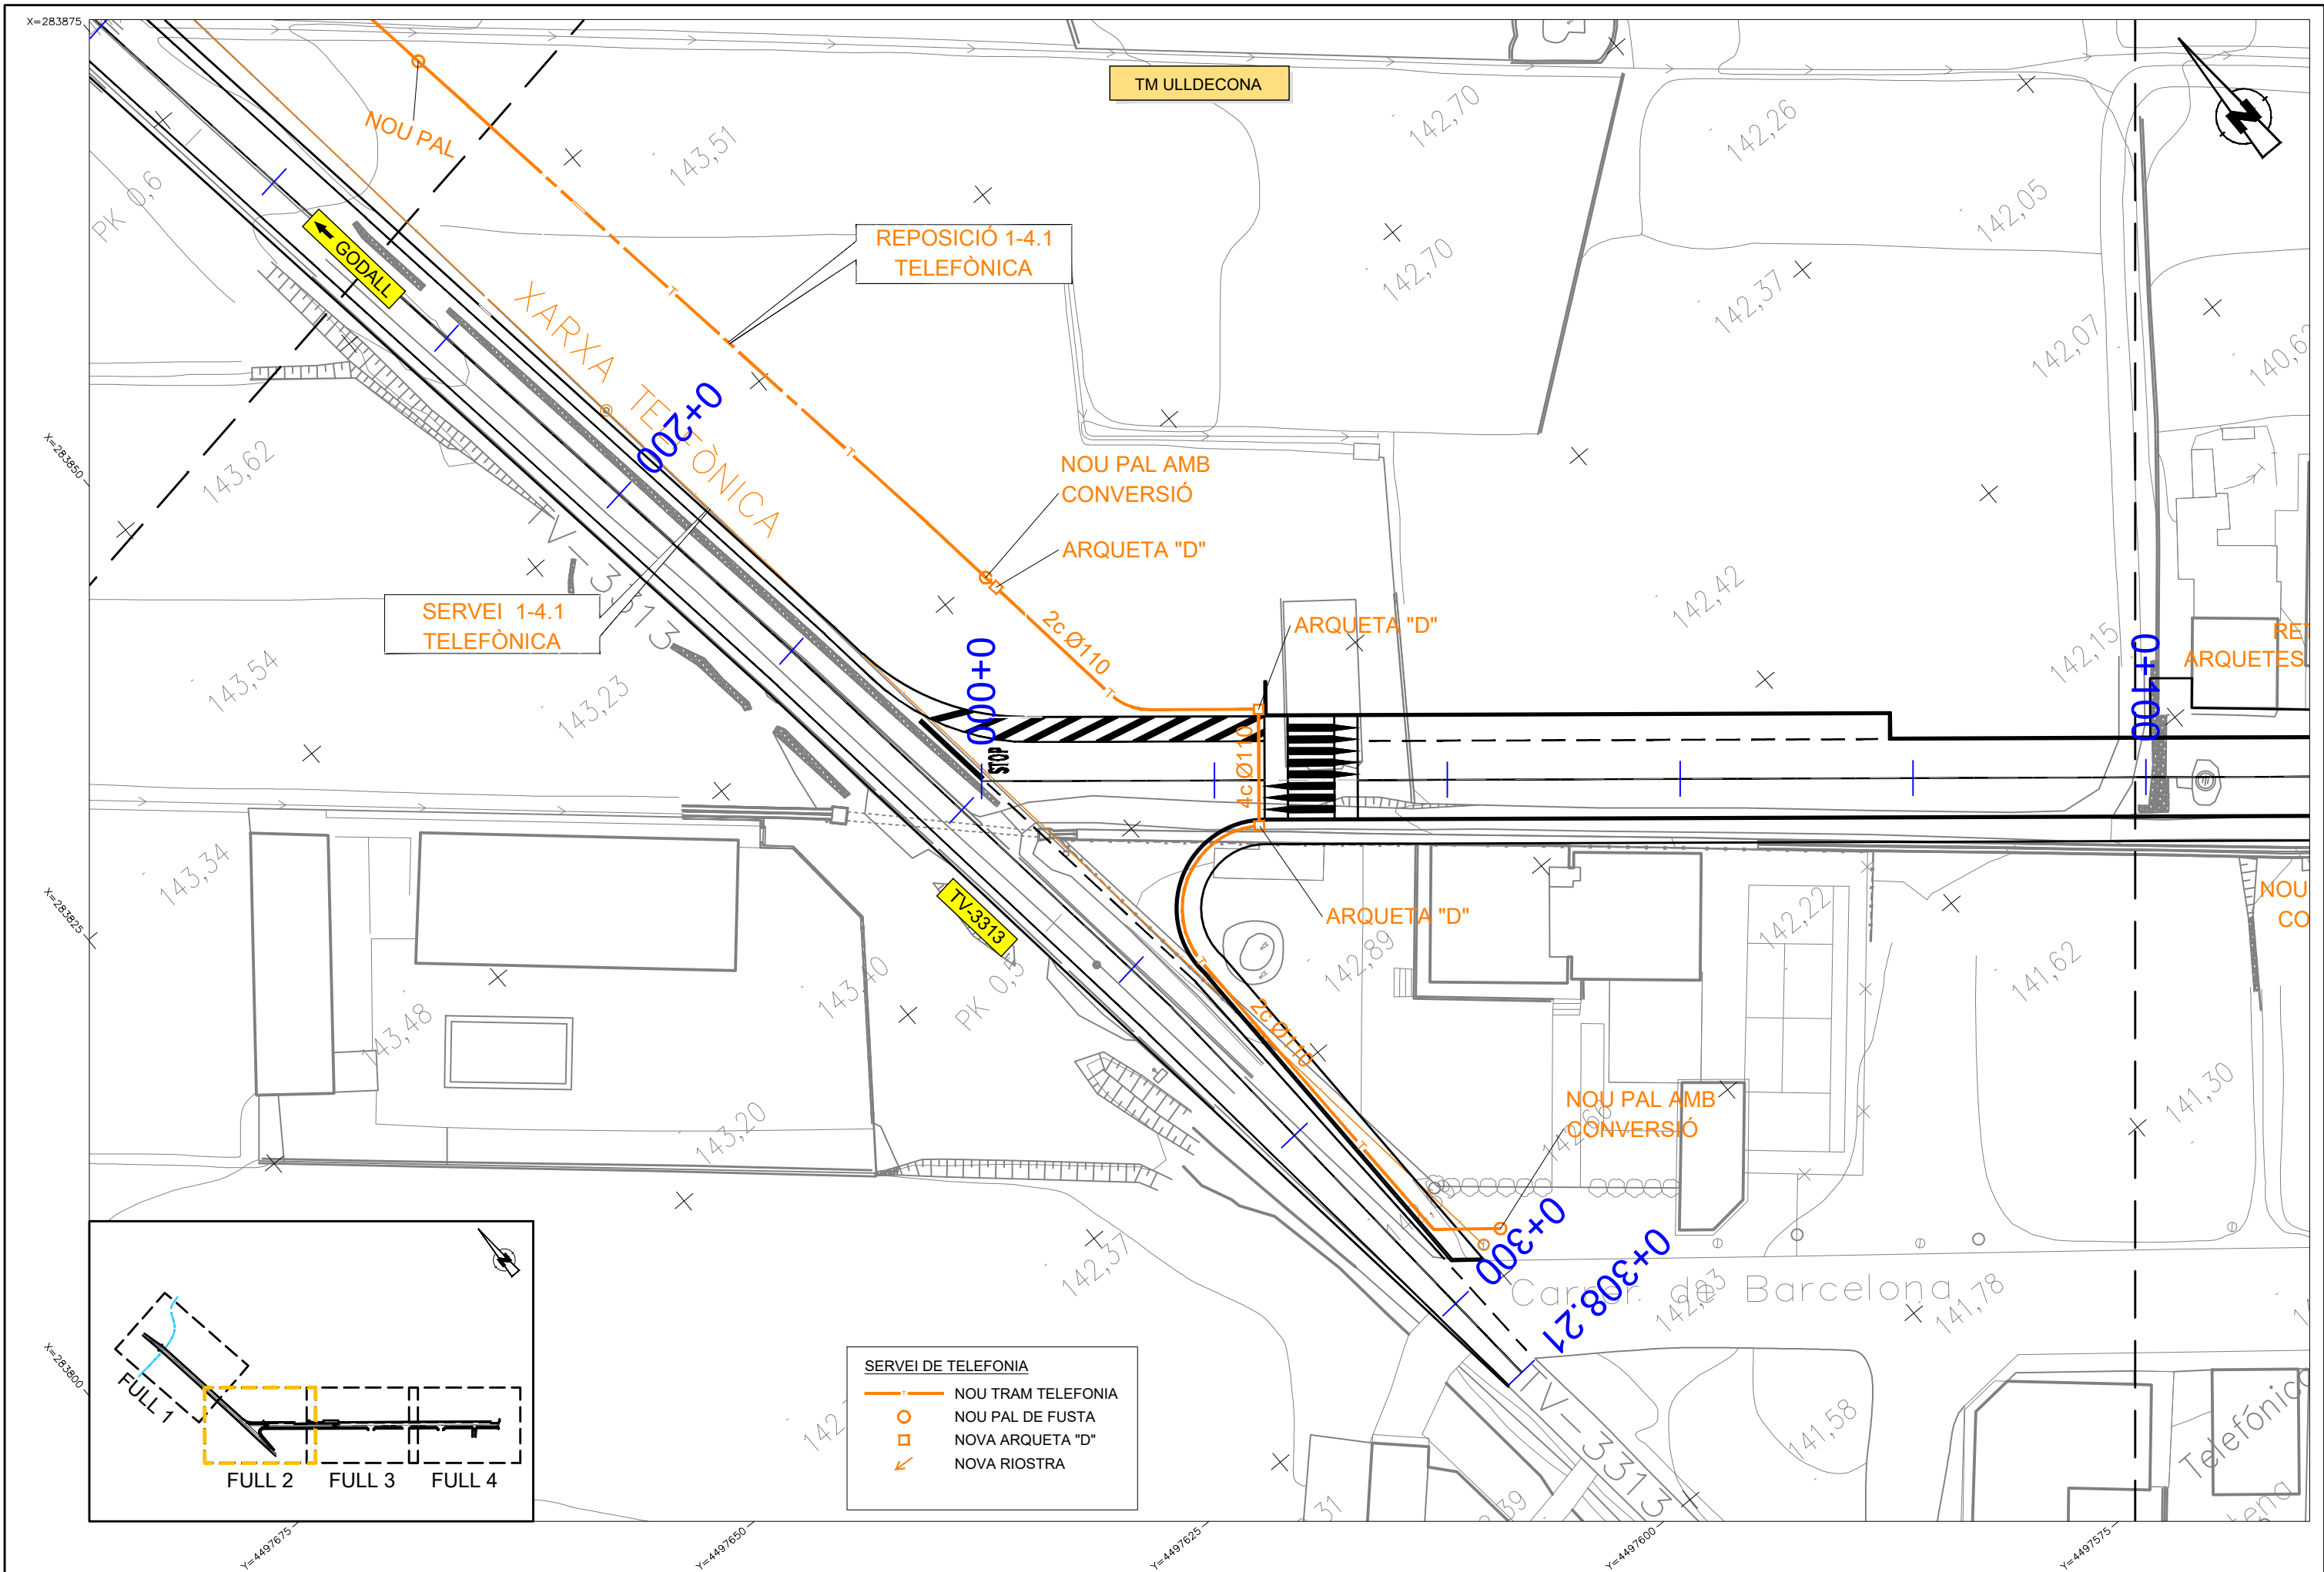 X=283875
TM ULLDECONA
NOU PAL
143,51
142,70
142,26
PK 0,6
142,05
GODALL
REPOSICIÓ 1-4.1
TELEFÒNICA
142,70
142,37
142,07
XARXA TELEFÒNICA
0+200
X=283850
143,62
NOU PAL AMB
CONVERSIÓ
ARQUETA "D"
TV-3313
SERVEI 1-4.1
TELEFÒNICA
2c Ø110
142,42
ARQUETA "D"
142,15
0+100
ARQUETES
143,54
143,23
0+000
STOP
4c Ø110
143,34
X=283825
TV-3313
ARQUETA "D"
142,22
NOU
142,89
141,62
143,40
PK 0,5
143,48
2c Ø110
143,20
NOU PAL AMB
CONVERSIÓ
142,66
141,30
142,37
0+300
0+308.21
Carrer de Barcelona
141,78
X=283800
FULL 1
FULL 2
FULL 3
FULL 4
SERVEI DE TELEFONIA
T NOU TRAM TELEFONIA
NOU PAL DE FUSTA
NOVA ARQUETA "D"
NOVA RIOSTRA
TV-3313
141,58
Y=4497675
Y=4497650
Y=4497625
Y=4497600
Y=4497575